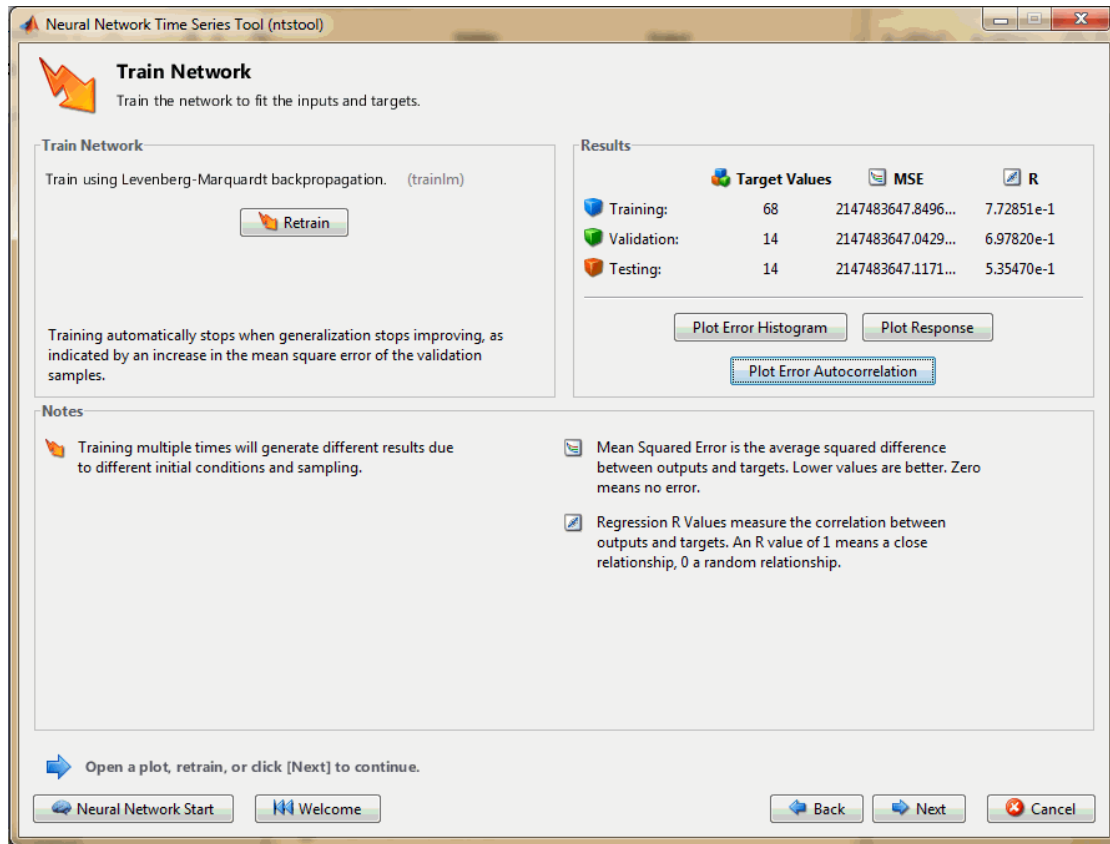 Neural Network Time Series Tool (ntstool)
Train Network
Train the network to fit the inputs and targets.
Train Network
Train using Levenberg-Marquardt backpropagation. (trainlm)
Retrain
Training automatically stops when generalization stops improving, as
indicated by an increase in the mean square error of the validation
samples.
Results
Target Values MSE R
Training: 68 2147483647.8496... 7.72851e-1
Validation: 14 2147483647.0429... 6.97820e-1
Testing: 14 2147483647.1171... 5.35470e-1
Plot Error Histogram Plot Response
Plot Error Autocorrelation
Notes
Training multiple times will generate different results due
to different initial conditions and sampling.
Mean Squared Error is the average squared difference
between outputs and targets. Lower values are better. Zero
means no error.
Regression R Values measure the correlation between
outputs and targets. An R value of 1 means a close
relationship, 0 a random relationship.
Open a plot, retrain, or click [Next] to continue.
Neural Network Start Welcome Back Next Cancel